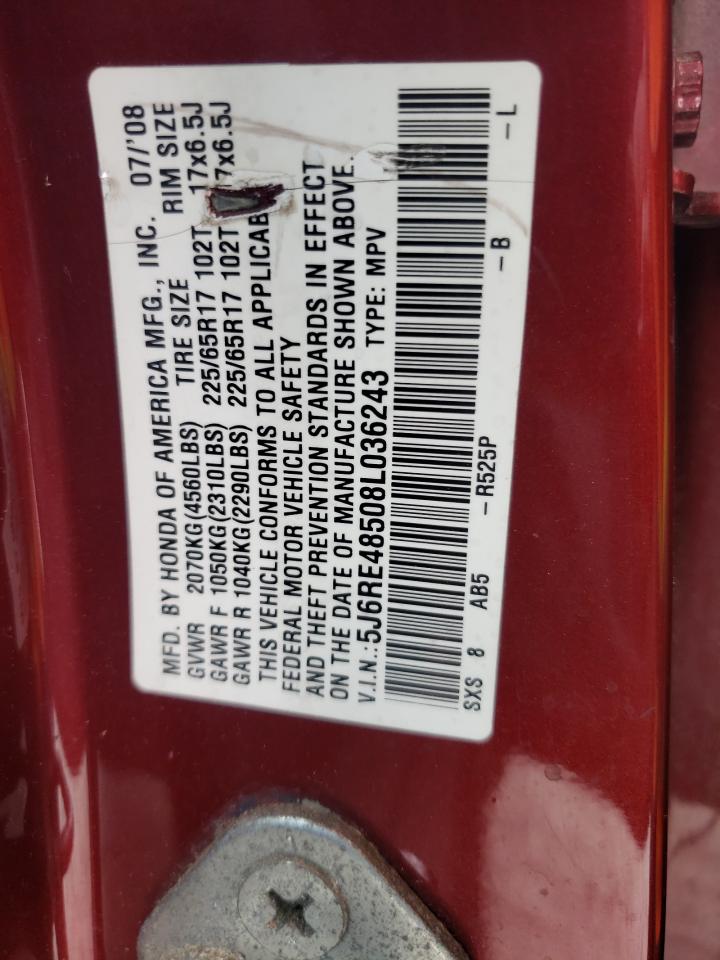 MFD. BY HONDA OF AMERICA MFG., INC. 07/'08
GVWR 2070KG(4560LBS) TIRE SIZE RIM SIZE
GAWR F 1050KG(2310LBS) 225/65R17 102T 17x6.5J
GAWR R 1040KG(2290LBS) 225/65R17 102T 7x6.5J
THIS VEHICLE CONFORMS TO ALL APPLICAB
FEDERAL MOTOR VEHICLE SAFETY
AND THEFT PREVENTION STANDARDS IN EFFECT
ON THE DATE OF MANUFACTURE SHOWN ABOVE.
V.I.N.:5J6RE48508L036243 TYPE: MPV
SXS 8 AB5 -R525P -B -L